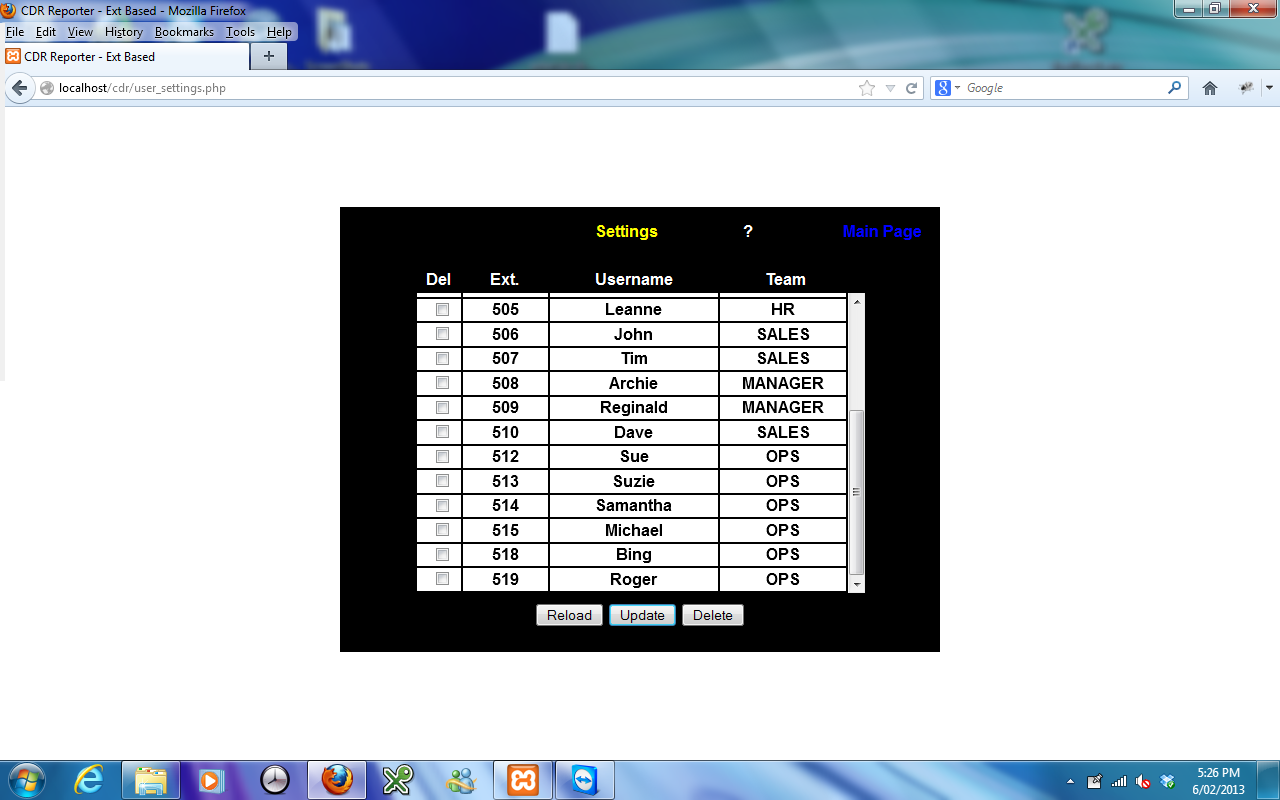 CDR Reporter - Ext Based - Mozilla Firefox
File Edit View History Bookmarks Tools Help
CDR Reporter - Ext Based
localhost/cdr/user_settings.php
Google
Settings ? Main Page
Del Ext. Username Team
505 Leanne HR
506 John SALES
507 Tim SALES
508 Archie MANAGER
509 Reginald MANAGER
510 Dave SALES
512 Sue OPS
513 Suzie OPS
514 Samantha OPS
515 Michael OPS
518 Bing OPS
519 Roger OPS
Reload Update Delete
5:26 PM
6/02/2013